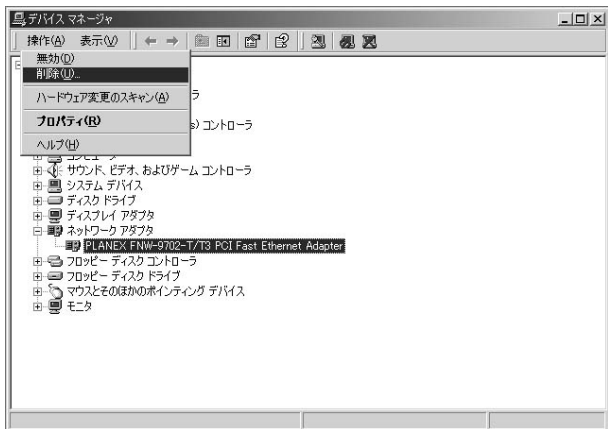 デバイス マネージャ
操作(A) 表示(V)
無効(D)
削除(U)...
ハードウェア変更のスキャン(A)
プロパティ(R)
ヘルプ(H)
ラ
s) コントローラ
コンピュータ
サウンド、ビデオ、およびゲーム コントローラ
システム デバイス
ディスク ドライブ
ディスプレイ アダプタ
ネットワーク アダプタ
PLANEX FNW-9702-T/T3 PCI Fast Ethernet Adapter
フロッピー ディスク コントローラ
フロッピー ディスク ドライブ
マウスとそのほかのポインティング デバイス
モニタ